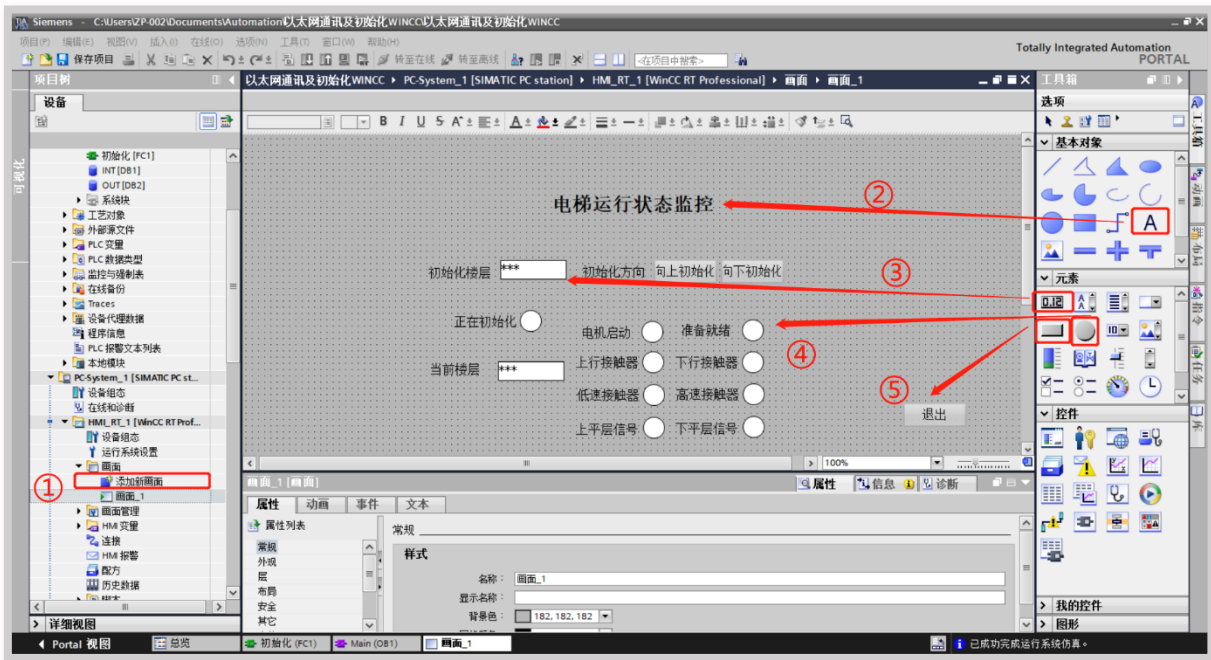 Siemens - C:\Users\ZP-002\Documents\Automation\以太网通讯及初始化WINCC\以太网通讯及初始化WINCC
项目(P) 编辑(E) 视图(V) 插入(I) 在线(O) 选项(N) 工具(T) 窗口(W) 帮助(H)
Totally Integrated Automation
PORTAL
保存项目 转至在线 转至离线 <在项目中搜索>
项目树
以太网通讯及初始化WINCC ▸ PC-System_1 [SIMATIC PC station] ▸ HMI_RT_1 [WinCC RT Professional] ▸ 画面 ▸ 画面_1
工具箱
设备
选项
B I U S A
基本对象
可视化
初始化 [FC1]
INT [DB1]
OUT [DB2]
系统块
工艺对象
外部源文件
PLC 变量
PLC 数据类型
监控与强制表
在线备份
Traces
设备代理数据
程序信息
PLC 报警文本列表
本地模块
PC-System_1 [SIMATIC PC st...
设备组态
在线和诊断
HMI_RT_1 [WinCC RT Prof...
设备组态
运行系统设置
画面
①
添加新画面
画面_1
画面管理
HMI 变量
连接
HMI 报警
配方
历史数据
详细视图
电梯运行状态监控
②
初始化楼层 *** 初始化方向 向上初始化 向下初始化
③
正在初始化
电机启动 准备就绪
④
当前楼层 ***
上行接触器 下行接触器
低速接触器 高速接触器
⑤
退出
上平层信号 下平层信号
100%
A
元素
0.12
10
控件
我的控件
图形
工具箱
动画
布局
指令
任务
库
画面_1 [画面]
属性 信息 诊断
属性 动画 事件 文本
属性列表
常规
外观
层
布局
安全
其它
常规
样式
名称：画面_1
显示名称：
背景色：182, 182, 182
Portal 视图 总览 初始化 (FC1) Main (OB1) 画面_1
已成功完成运行系统仿真。